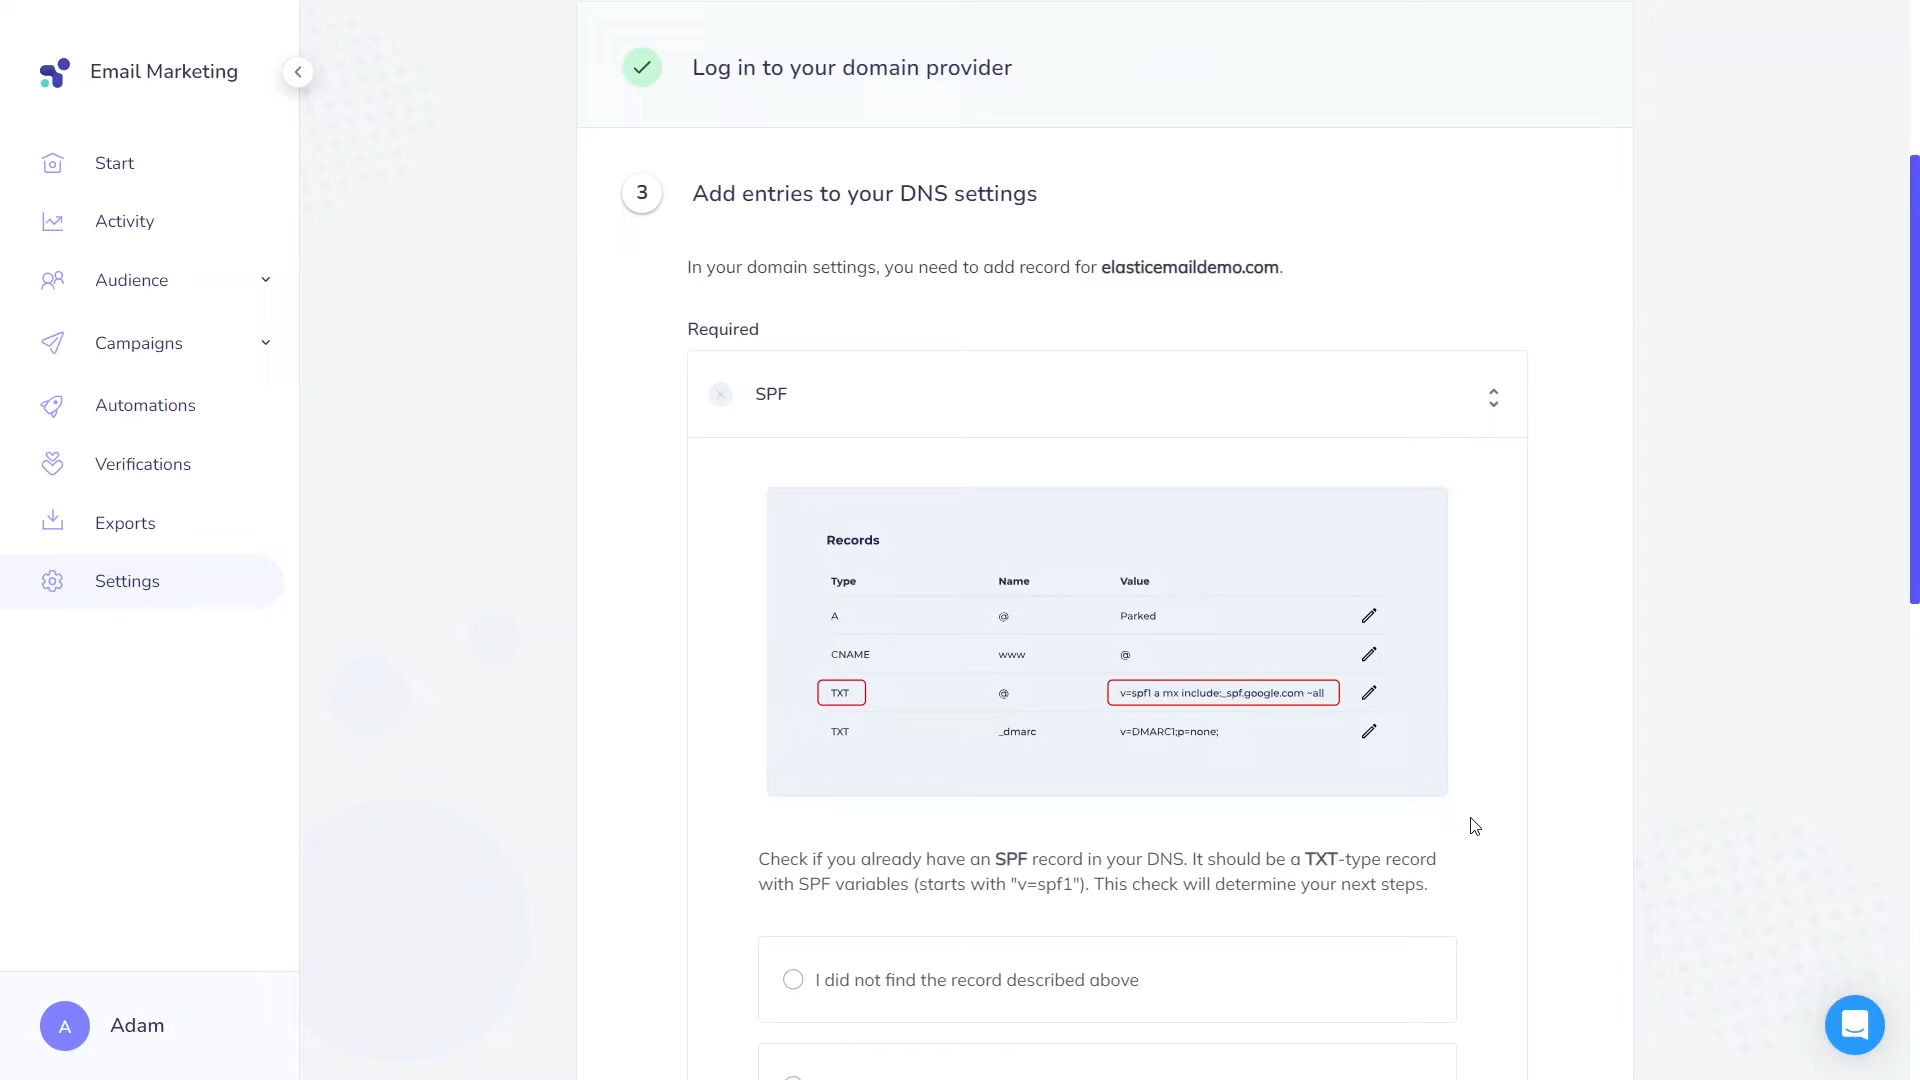 Email Marketing
Start
Activity
Audience
Campaigns
Automations
Verifications
Exports
Settings
A
Adam
Log in to your domain provider
3
Add entries to your DNS settings
In your domain settings, you need to add record for elasticemaildemo.com.
Required
SPF
Records
Type Name Value
A @ Parked
CNAME www @
TXT @ v=spf1 a mx include:_spf.google.com ~all
TXT _dmarc v=DMARC1;p=none;
Check if you already have an SPF record in your DNS. It should be a TXT-type record
with SPF variables (starts with "v=spf1"). This check will determine your next steps.
I did not find the record described above